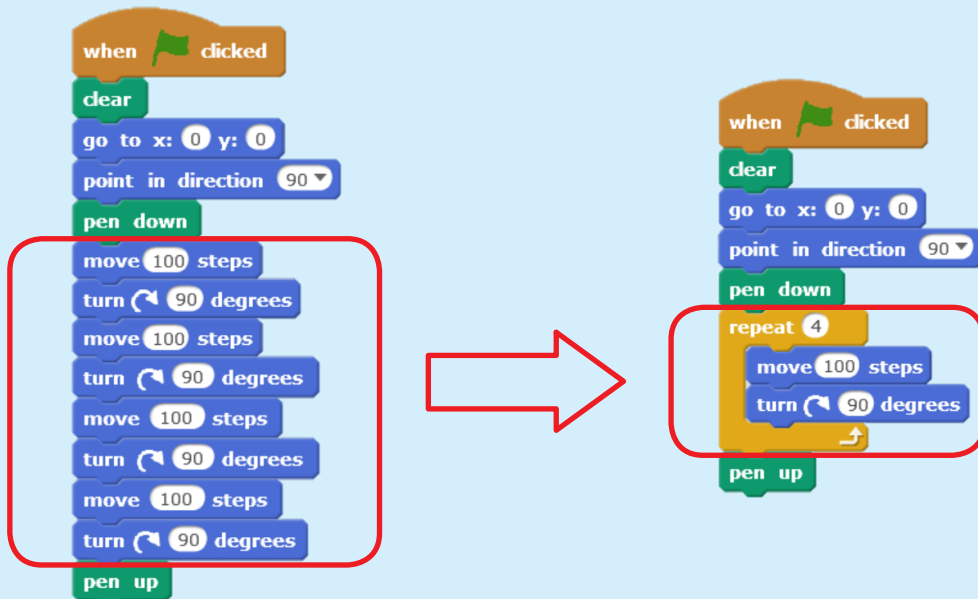 when clicked
clear
go to x: 0 y: 0
point in direction 90
pen down
move 100 steps
turn 90 degrees
move 100 steps
turn 90 degrees
move 100 steps
turn 90 degrees
move 100 steps
turn 90 degrees
pen up
when clicked
clear
go to x: 0 y: 0
point in direction 90
pen down
repeat 4
move 100 steps
turn 90 degrees
pen up